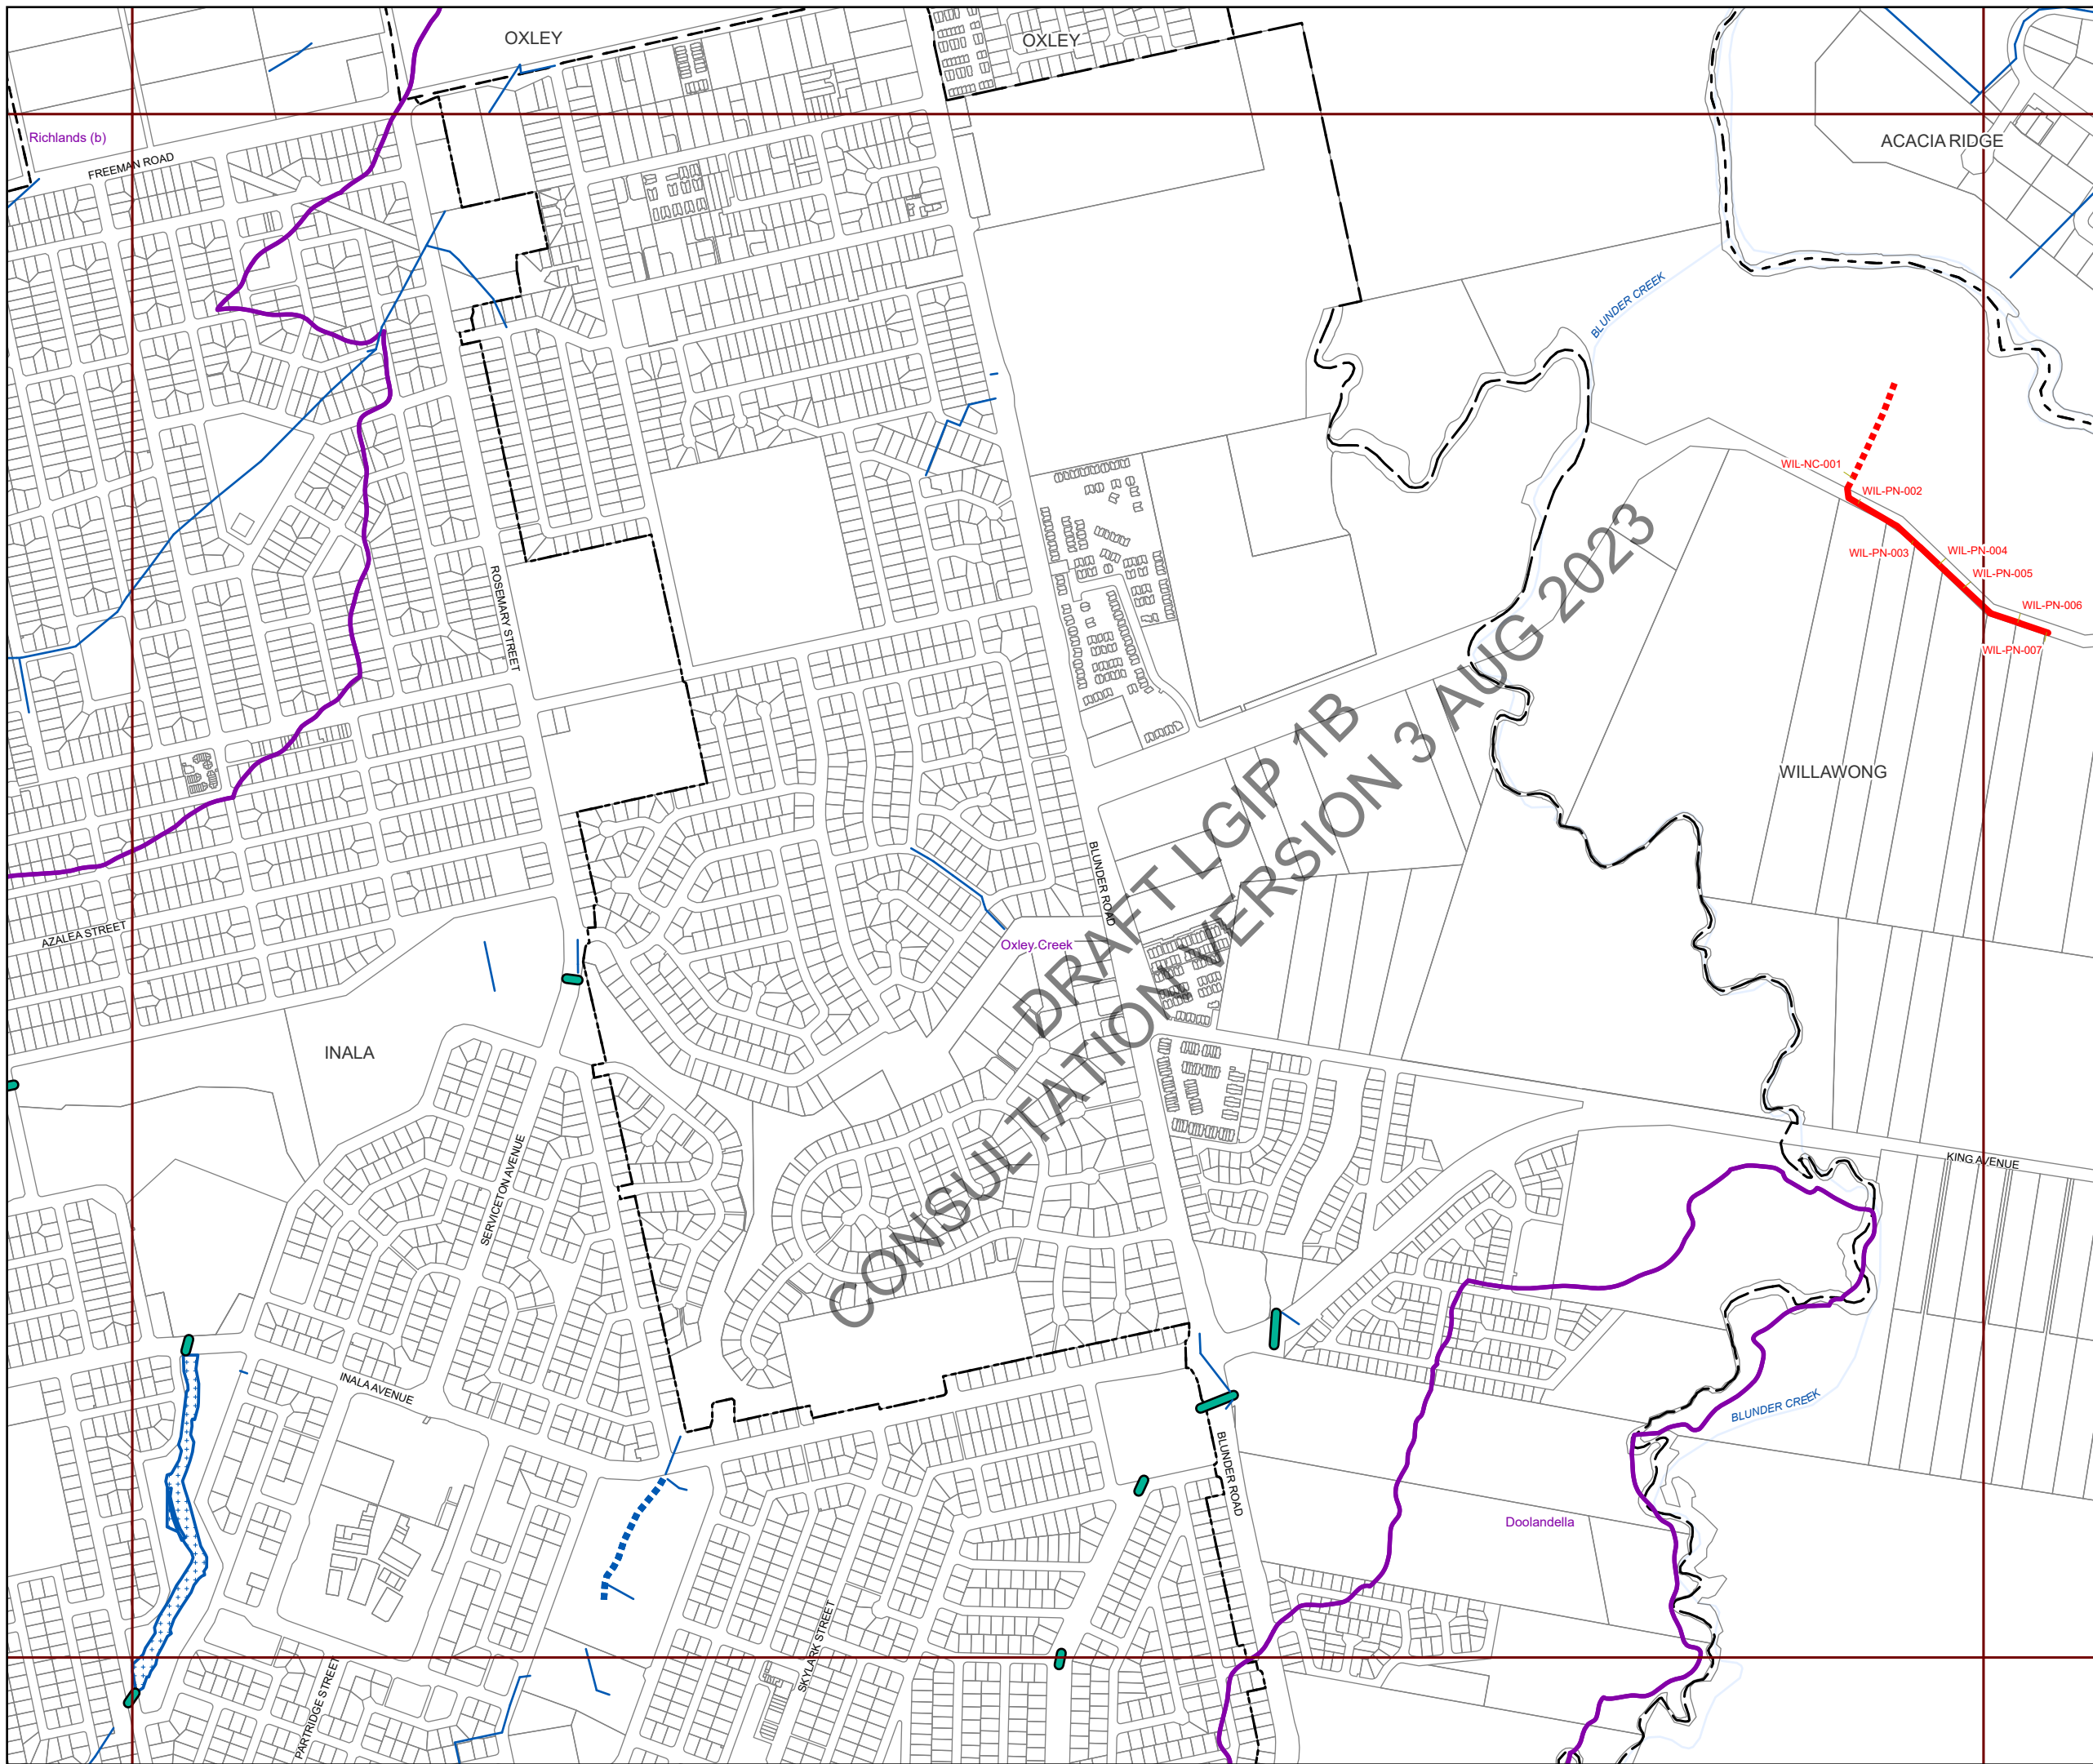 OXLEY
OXLEY
Richlands (b)
FREEMAN ROAD
ACACIA RIDGE
BLUNDER CREEK
WIL-NC-001
WIL-PN-002
WIL-PN-003
WIL-PN-004
WIL-PN-005
WIL-PN-006
WIL-PN-007
ROSEMARY STREET
WILLAWONG
BLUNDER ROAD
AZALEA STREET
Oxley Creek
DRAFT LGIP 1B
CONSULTATION VERSION 3 AUG 2023
INALA
SERVICETON AVENUE
KING AVENUE
INALA AVENUE
BLUNDER CREEK
BLUNDER ROAD
Doolandella
SKYLARK STREET
PARTRIDGE STREET